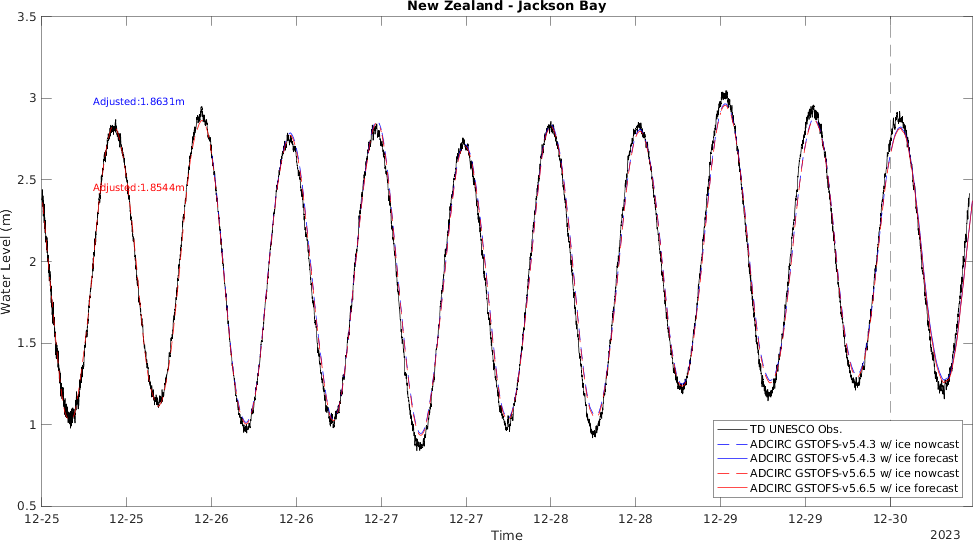 New Zealand - Jackson Bay
3.5
3
2.5
2
1.5
1
0.5
Water Level (m)
Adjusted:1.8631m
Adjusted:1.8544m
TD UNESCO Obs.
ADCIRC GSTOFS-v5.4.3 w/ ice nowcast
ADCIRC GSTOFS-v5.4.3 w/ ice forecast
ADCIRC GSTOFS-v5.6.5 w/ ice nowcast
ADCIRC GSTOFS-v5.6.5 w/ ice forecast
12-25 12-25 12-26 12-26 12-27 12-27 12-28 12-28 12-29 12-29 12-30
Time
2023